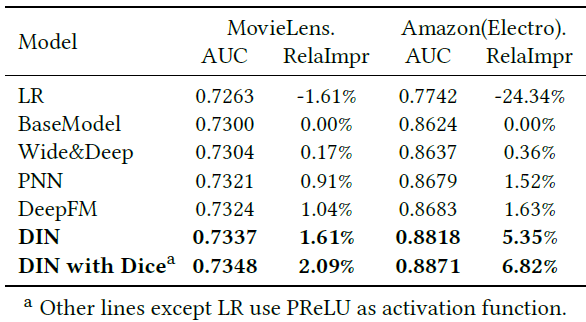 Model MovieLens. Amazon(Electro).
AUC RelaImpr AUC RelaImpr
LR 0.7263 -1.61% 0.7742 -24.34%
BaseModel 0.7300 0.00% 0.8624 0.00%
Wide&Deep 0.7304 0.17% 0.8637 0.36%
PNN 0.7321 0.91% 0.8679 1.52%
DeepFM 0.7324 1.04% 0.8683 1.63%
DIN 0.7337 1.61% 0.8818 5.35%
DIN with Diceᵃ 0.7348 2.09% 0.8871 6.82%
ᵃ Other lines except LR use PReLU as activation function.